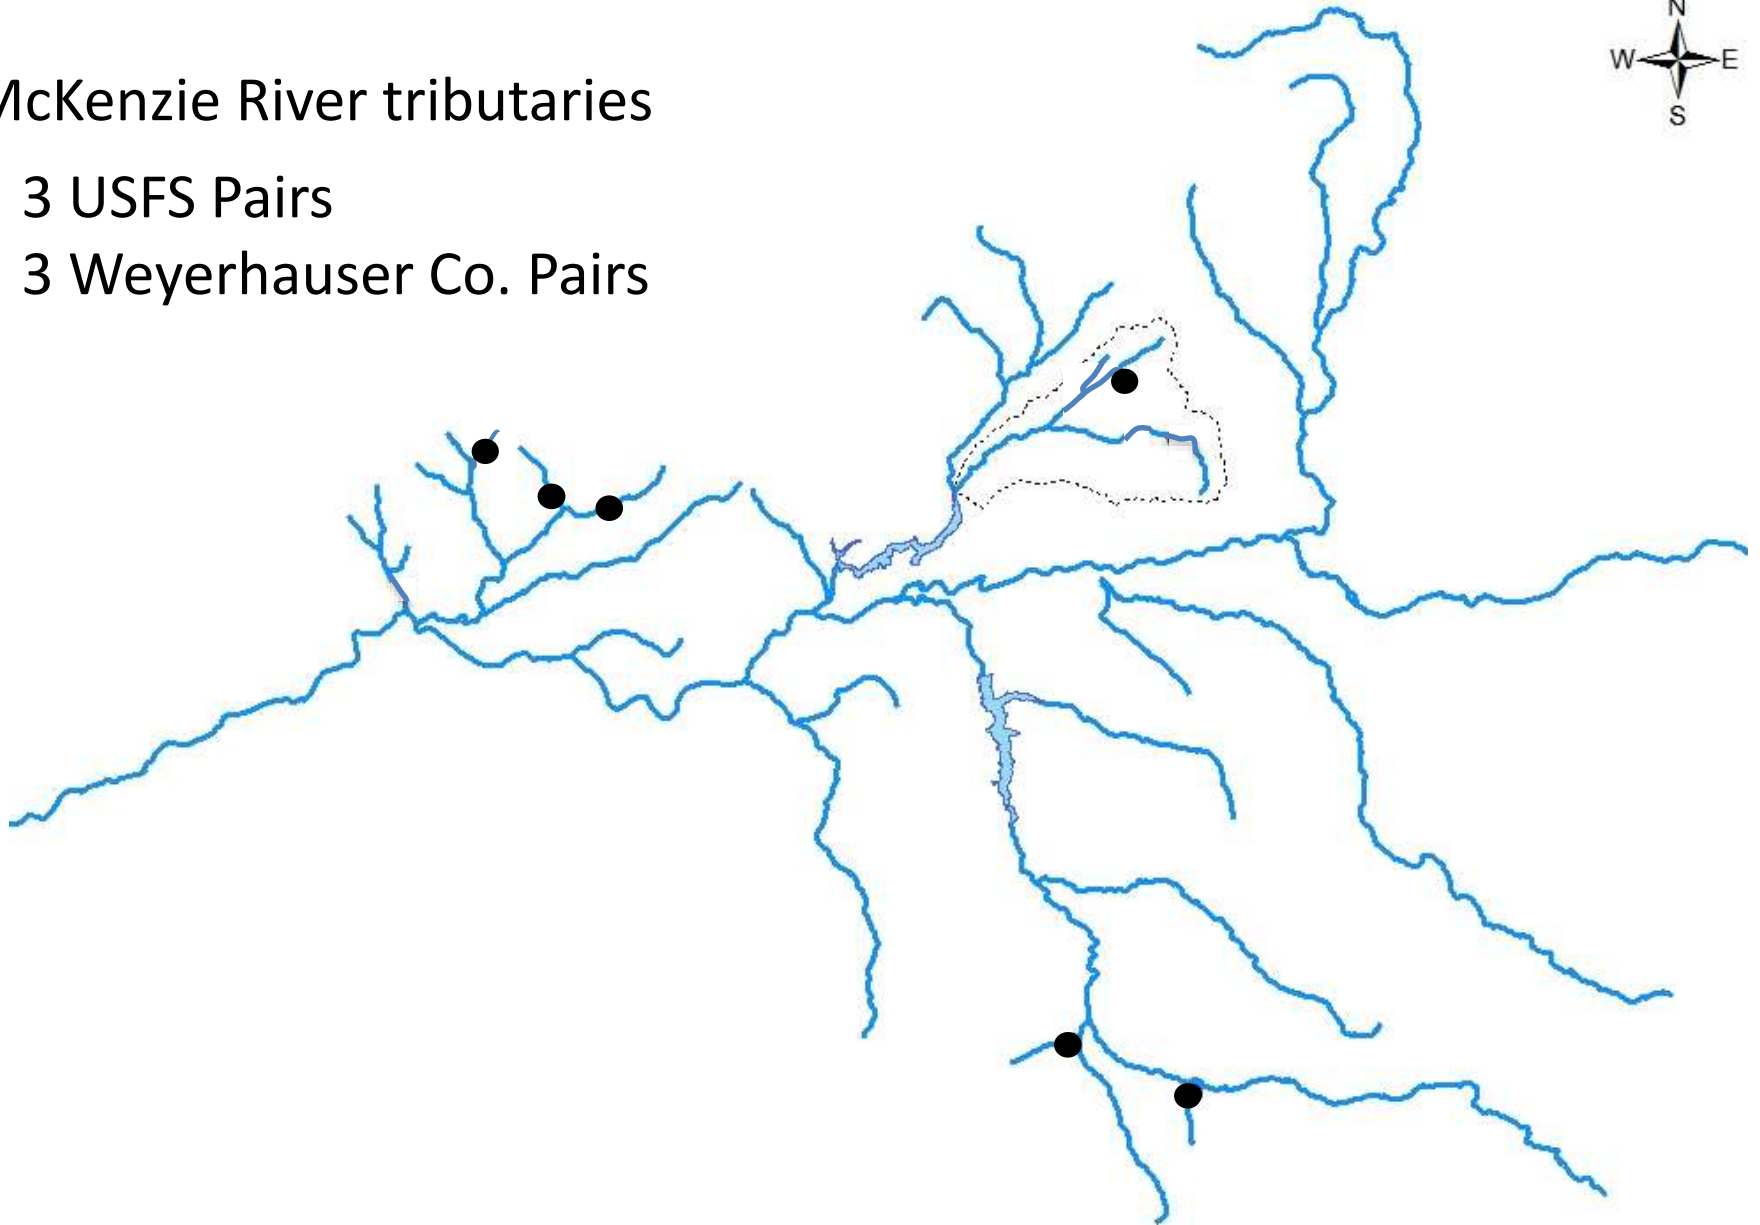 McKenzie River tributaries
3 USFS Pairs
3 Weyerhauser Co. Pairs
N
W E
S